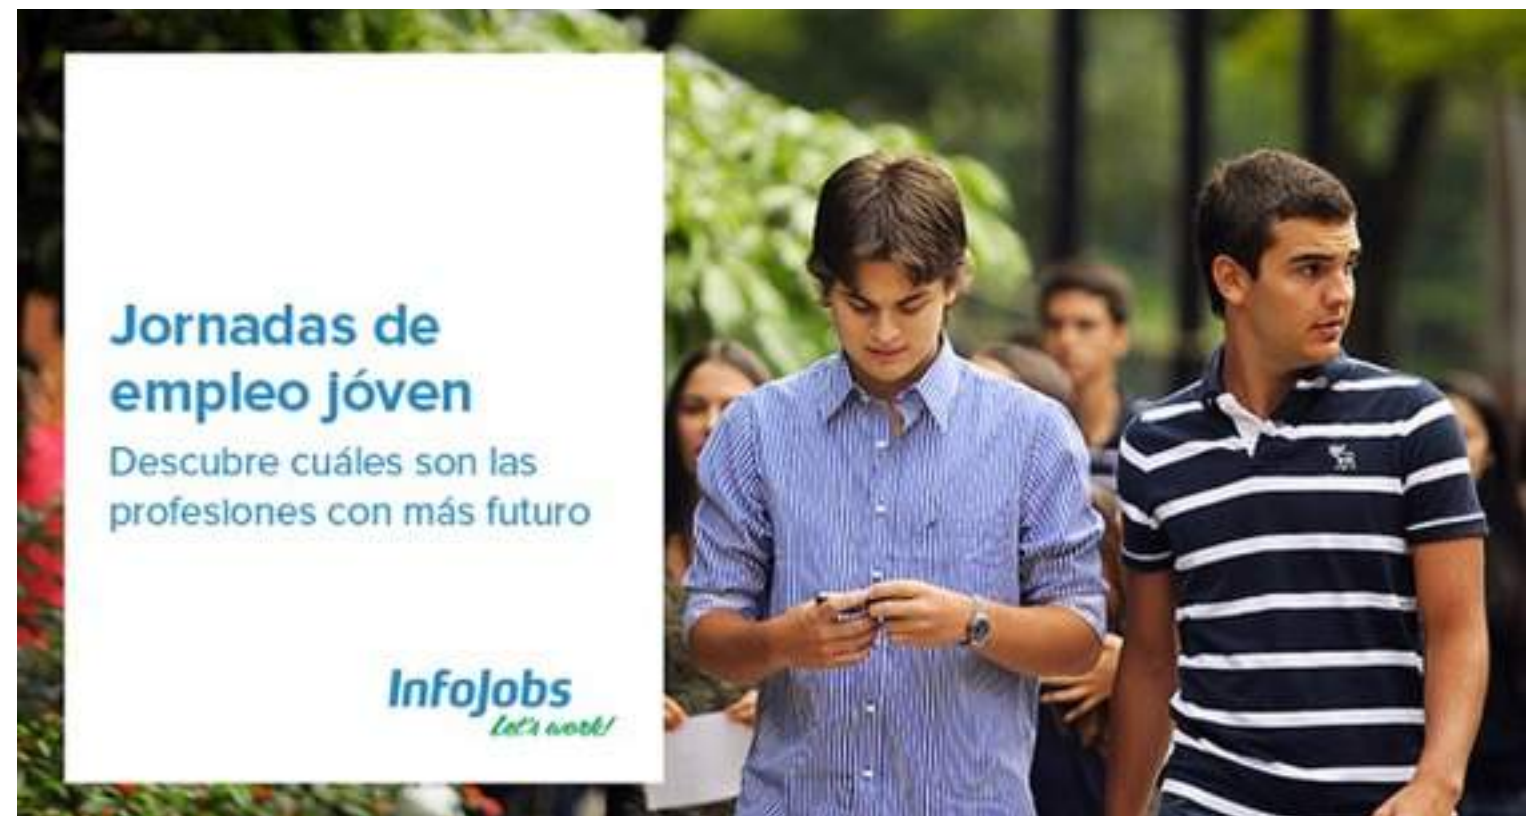 Jornadas de
empleo jóven
Descubre cuáles son las
profesiones con más futuro
InfoJobs
Let's work!